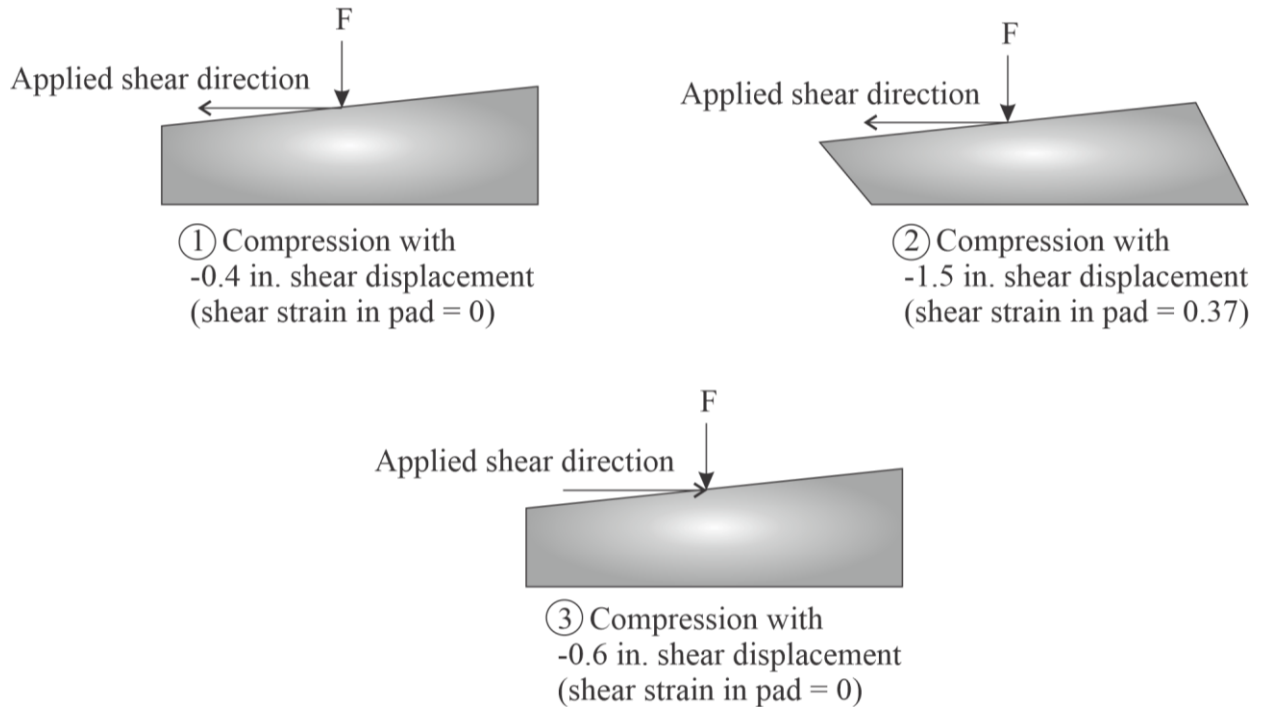 F
Applied shear direction
① Compression with
-0.4 in. shear displacement
(shear strain in pad = 0)
F
Applied shear direction
② Compression with
-1.5 in. shear displacement
(shear strain in pad = 0.37)
F
Applied shear direction
③ Compression with
-0.6 in. shear displacement
(shear strain in pad = 0)